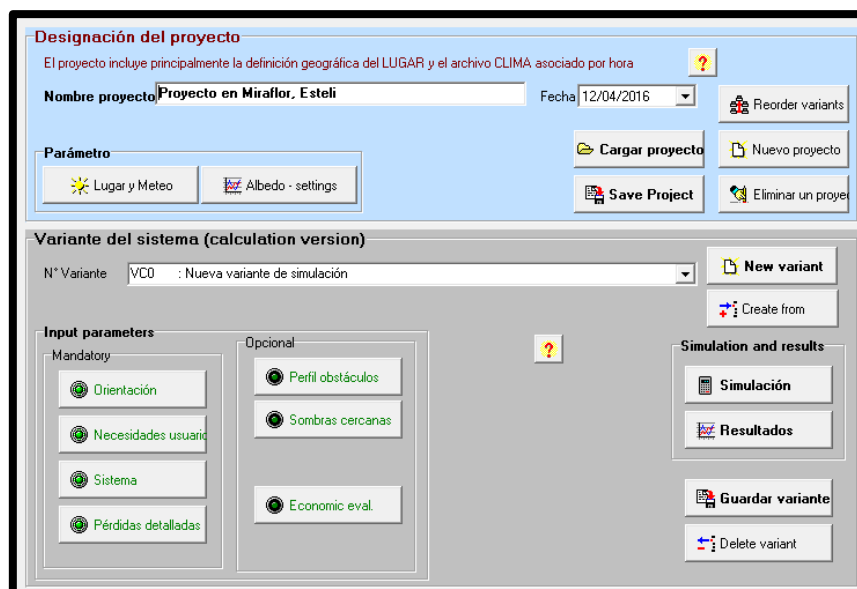 Designación del proyecto
El proyecto incluye principalmente la definición geográfica del LUGAR y el archivo CLIMA asociado por hora
?
Nombre proyecto Proyecto en Miraflor, Esteli
Fecha 12/04/2016
Reorder variants
Parámetro
Lugar y Meteo
Albedo - settings
Cargar proyecto
Nuevo proyecto
Save Project
Eliminar un proye
Variante del sistema (calculation version)
N° Variante VC0 : Nueva variante de simulación
New variant
Create from
Input parameters
Mandatory
Orientación
Necesidades usuario
Sistema
Pérdidas detalladas
Opcional
Perfil obstáculos
Sombras cercanas
Economic eval.
?
Simulation and results
Simulación
Resultados
Guardar variante
Delete variant